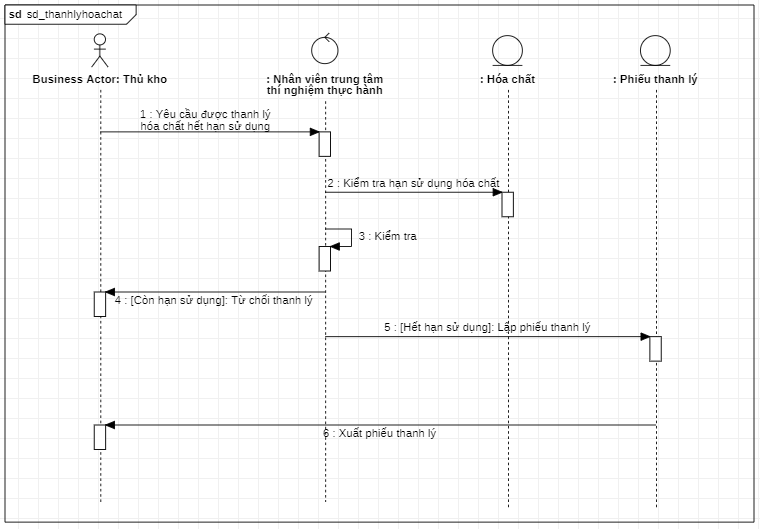 sd sd_thanhlyhoachat
Business Actor: Thủ kho
: Nhân viên trung tâm
thí nghiệm thực hành
: Hóa chất
: Phiếu thanh lý
1 : Yêu cầu được thanh lý
hóa chất hết hạn sử dụng
2 : Kiểm tra hạn sử dụng hóa chất
3 : Kiểm tra
4 : [Còn hạn sử dụng]: Từ chối thanh lý
5 : [Hết hạn sử dụng]: Lập phiếu thanh lý
6 : Xuất phiếu thanh lý